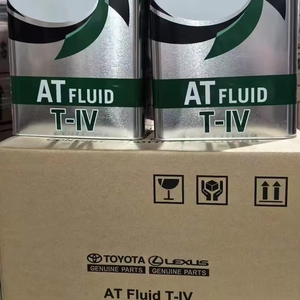 AT FLUID
T-IV
AT FLUID
T-IV
TOYOTA LEXUS
GENUINE PARTS GENUINE PARTS
AT Fluid T-IV